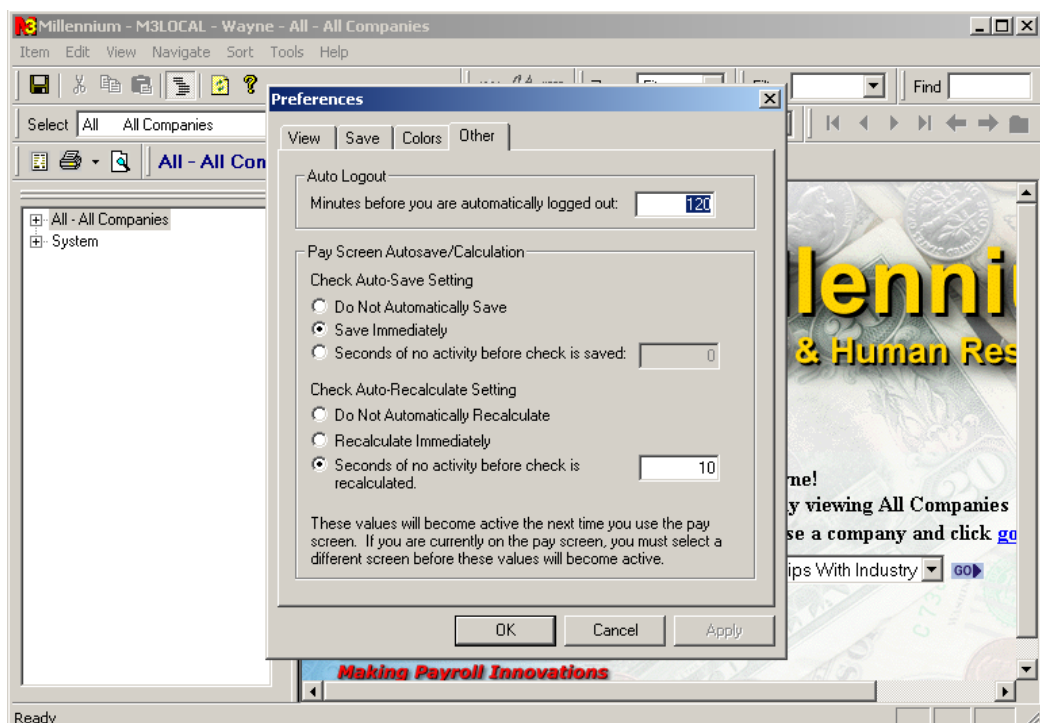 Millennium - M3LOCAL - Wayne - All - All Companies
Item Edit View Navigate Sort Tools Help
Find
Select All All Companies
All - All Con
All - All Companies
System
Preferences
View Save Colors Other
Auto Logout
Minutes before you are automatically logged out: 120
Pay Screen Autosave/Calculation
Check Auto-Save Setting
Do Not Automatically Save
Save Immediately
Seconds of no activity before check is saved: 0
Check Auto-Recalculate Setting
Do Not Automatically Recalculate
Recalculate Immediately
Seconds of no activity before check is 10
recalculated.
These values will become active the next time you use the pay
screen. If you are currently on the pay screen, you must select a
different screen before these values will become active.
OK Cancel Apply
llenni
& Human Res
ne!
y viewing All Companies
se a company and click go
ips With Industry GO
Making Payroll Innovations
Ready